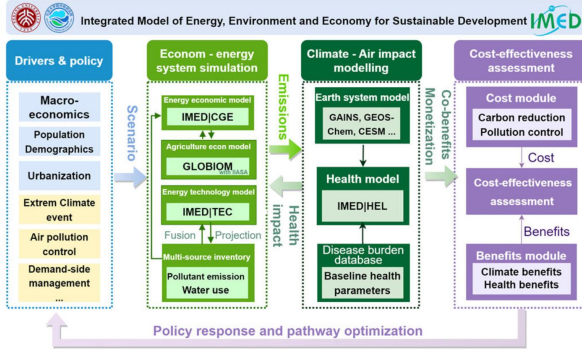 Integrated Model of Energy, Environment and Economy for Sustainable Development
IMED
Drivers & policy
Macro-
economics
Population
Demographics
Urbanization
Extrem Climate
event
Air pollution
control
Demand-side
management
...
Scenario
Econom - energy
system simulation
Energy economic model
IMED|CGE
Agriculture econ model
GLOBIOM
with IIASA
Energy technology model
IMED|TEC
Fusion
Projection
Multi-source inventory
Pollutant emission
Water use
Emissions
Health
impact
Climate - Air impact
modelling
Earth system model
GAINS, GEOS-
Chem, CESM ...
Health model
IMED|HEL
Disease burden
database
Baseline health
parameters
Co-benefits
Monetization
Cost-effectiveness
assessment
Cost module
Carbon reduction
Pollution control
Cost
Cost-effectiveness
assessment
Benefits
Benefits module
Climate benefits
Health benefits
Policy response and pathway optimization